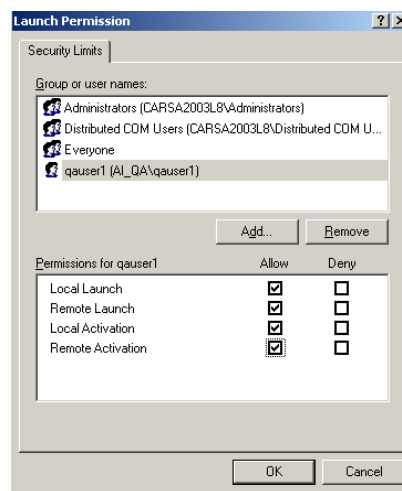 Launch Permission
Security Limits
Group or user names:
Administrators (CARSA2003L8\Administrators)
Distributed COM Users (CARSA2003L8\Distributed COM U...
Everyone
qauser1 (AI_QA\qauser1)
Add... Remove
Permissions for qauser1 Allow Deny
Local Launch
Remote Launch
Local Activation
Remote Activation
OK Cancel